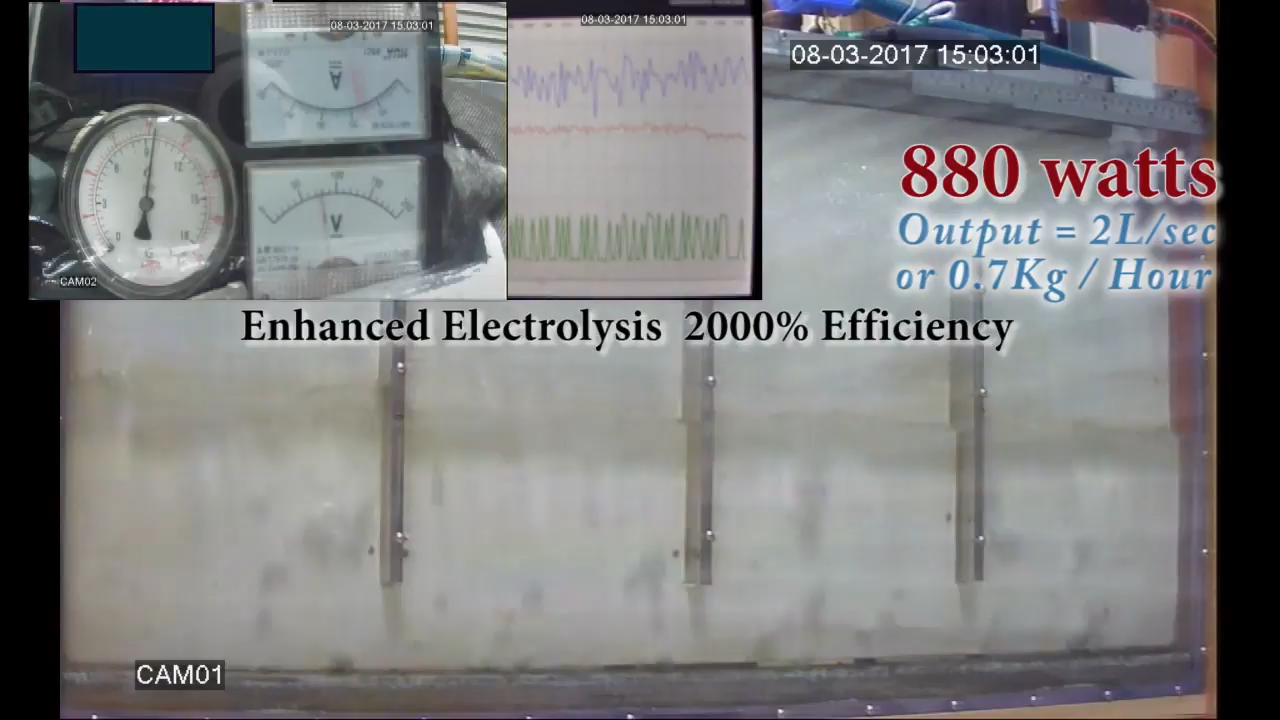 08-03-2017 15:03:01
08-03-2017 15:03:01
08-03-2017 15:03:01
880 watts
Output = 2L/sec
or 0.7Kg / Hour
A
V
CAM02
Enhanced Electrolysis 2000% Efficiency
CAM01